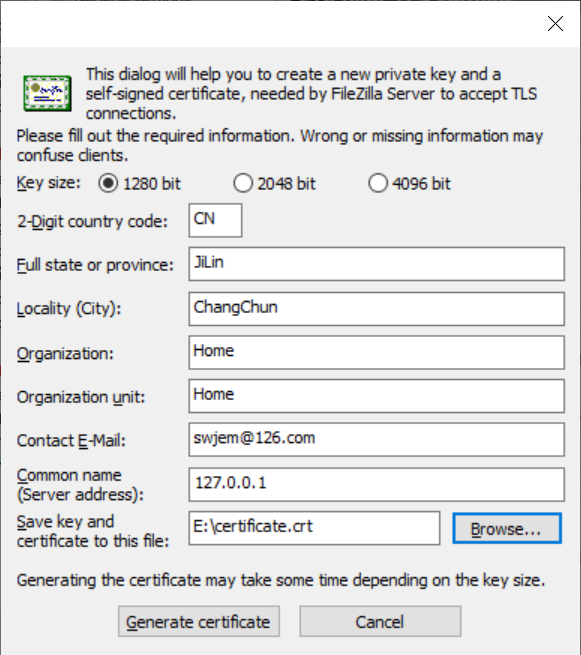 This dialog will help you to create a new private key and a
self-signed certificate, needed by FileZilla Server to accept TLS
connections.
Please fill out the required information. Wrong or missing information may
confuse clients.
Key size: 1280 bit 2048 bit 4096 bit
2-Digit country code: CN
Full state or province: JiLin
Locality (City): ChangChun
Organization: Home
Organization unit: Home
Contact E-Mail: swjem@126.com
Common name
(Server address): 127.0.0.1
Save key and
certificate to this file: E:\certificate.crt Browse...
Generating the certificate may take some time depending on the key size.
Generate certificate Cancel